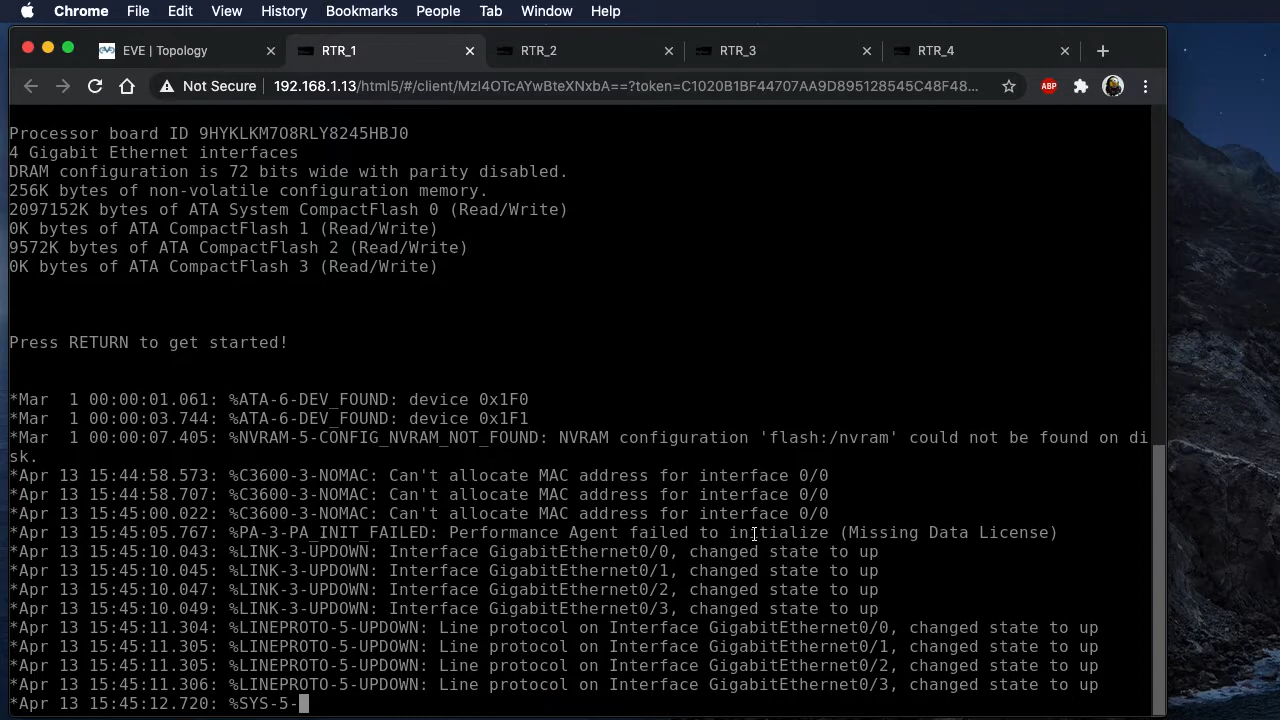 Chrome File Edit View History Bookmarks People Tab Window Help
EVE | Topology RTR_1 RTR_2 RTR_3 RTR_4
Not Secure 192.168.1.13/html5/#/client/MzI4OTcAYwBteXNxbA==?token=C1020B1BF44707AA9D895128545C48F48... ABP
Processor board ID 9HYKLKM7O8RLY8245HBJ0
4 Gigabit Ethernet interfaces
DRAM configuration is 72 bits wide with parity disabled.
256K bytes of non-volatile configuration memory.
2097152K bytes of ATA System CompactFlash 0 (Read/Write)
0K bytes of ATA CompactFlash 1 (Read/Write)
9572K bytes of ATA CompactFlash 2 (Read/Write)
0K bytes of ATA CompactFlash 3 (Read/Write)
Press RETURN to get started!
*Mar  1 00:00:01.061: %ATA-6-DEV_FOUND: device 0x1F0
*Mar  1 00:00:03.744: %ATA-6-DEV_FOUND: device 0x1F1
*Mar  1 00:00:07.405: %NVRAM-5-CONFIG_NVRAM_NOT_FOUND: NVRAM configuration 'flash:/nvram' could not be found on di
sk.
*Apr 13 15:44:58.573: %C3600-3-NOMAC: Can't allocate MAC address for interface 0/0
*Apr 13 15:44:58.707: %C3600-3-NOMAC: Can't allocate MAC address for interface 0/0
*Apr 13 15:45:00.022: %C3600-3-NOMAC: Can't allocate MAC address for interface 0/0
*Apr 13 15:45:05.767: %PA-3-PA_INIT_FAILED: Performance Agent failed to initialize (Missing Data License)
*Apr 13 15:45:10.043: %LINK-3-UPDOWN: Interface GigabitEthernet0/0, changed state to up
*Apr 13 15:45:10.045: %LINK-3-UPDOWN: Interface GigabitEthernet0/1, changed state to up
*Apr 13 15:45:10.047: %LINK-3-UPDOWN: Interface GigabitEthernet0/2, changed state to up
*Apr 13 15:45:10.049: %LINK-3-UPDOWN: Interface GigabitEthernet0/3, changed state to up
*Apr 13 15:45:11.304: %LINEPROTO-5-UPDOWN: Line protocol on Interface GigabitEthernet0/0, changed state to up
*Apr 13 15:45:11.305: %LINEPROTO-5-UPDOWN: Line protocol on Interface GigabitEthernet0/1, changed state to up
*Apr 13 15:45:11.305: %LINEPROTO-5-UPDOWN: Line protocol on Interface GigabitEthernet0/2, changed state to up
*Apr 13 15:45:11.306: %LINEPROTO-5-UPDOWN: Line protocol on Interface GigabitEthernet0/3, changed state to up
*Apr 13 15:45:12.720: %SYS-5-